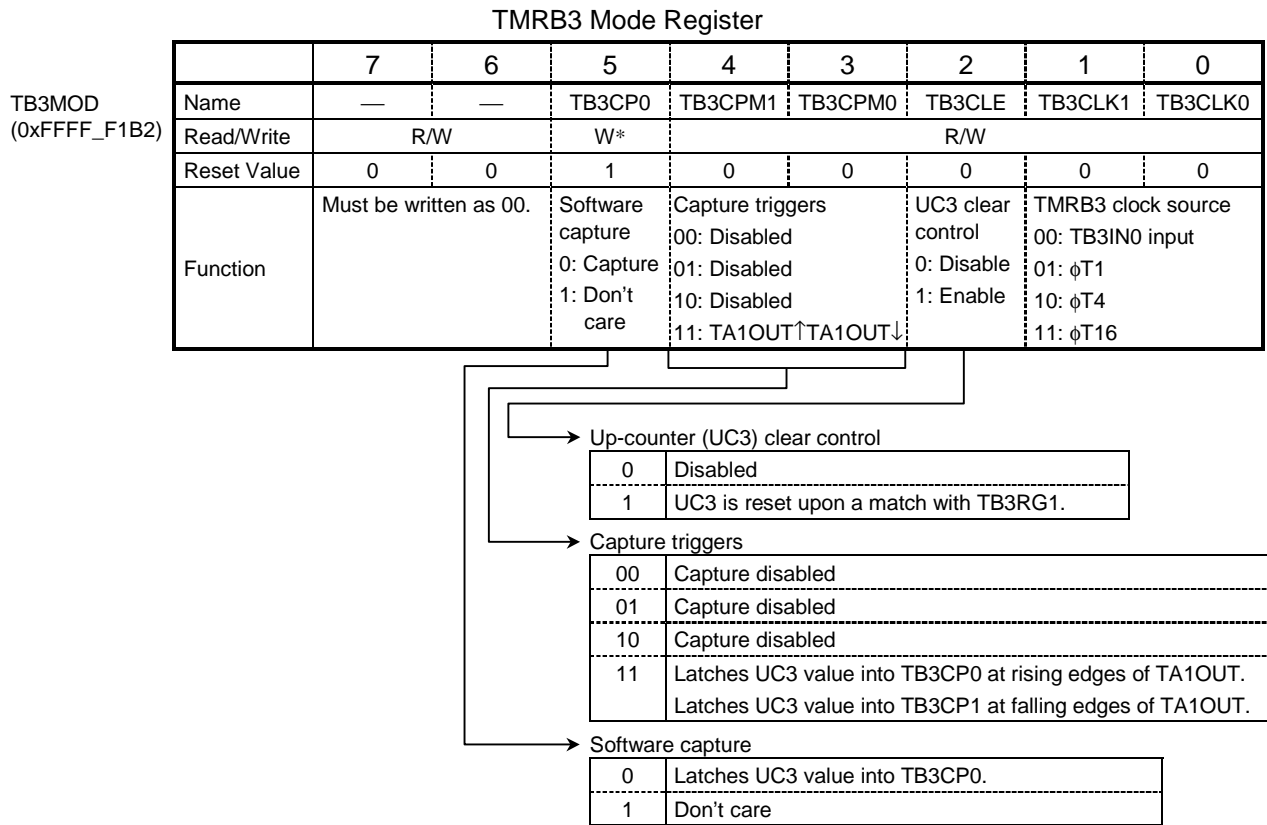 TMRB3 Mode Register
7 6 5 4 3 2 1 0
TB3MOD
(0xFFFF_F1B2)
Name — — TB3CP0 TB3CPM1 TB3CPM0 TB3CLE TB3CLK1 TB3CLK0
Read/Write R/W W* R/W
Reset Value 0 0 1 0 0 0 0 0
Function
Must be written as 00.
Software
capture
0: Capture
1: Don't
care
Capture triggers
00: Disabled
01: Disabled
10: Disabled
11: TA1OUT↑TA1OUT↓
UC3 clear
control
0: Disable
1: Enable
TMRB3 clock source
00: TB3IN0 input
01: ϕT1
10: ϕT4
11: ϕT16
Up-counter (UC3) clear control
0 Disabled
1 UC3 is reset upon a match with TB3RG1.
Capture triggers
00 Capture disabled
01 Capture disabled
10 Capture disabled
11 Latches UC3 value into TB3CP0 at rising edges of TA1OUT.
Latches UC3 value into TB3CP1 at falling edges of TA1OUT.
Software capture
0 Latches UC3 value into TB3CP0.
1 Don't care